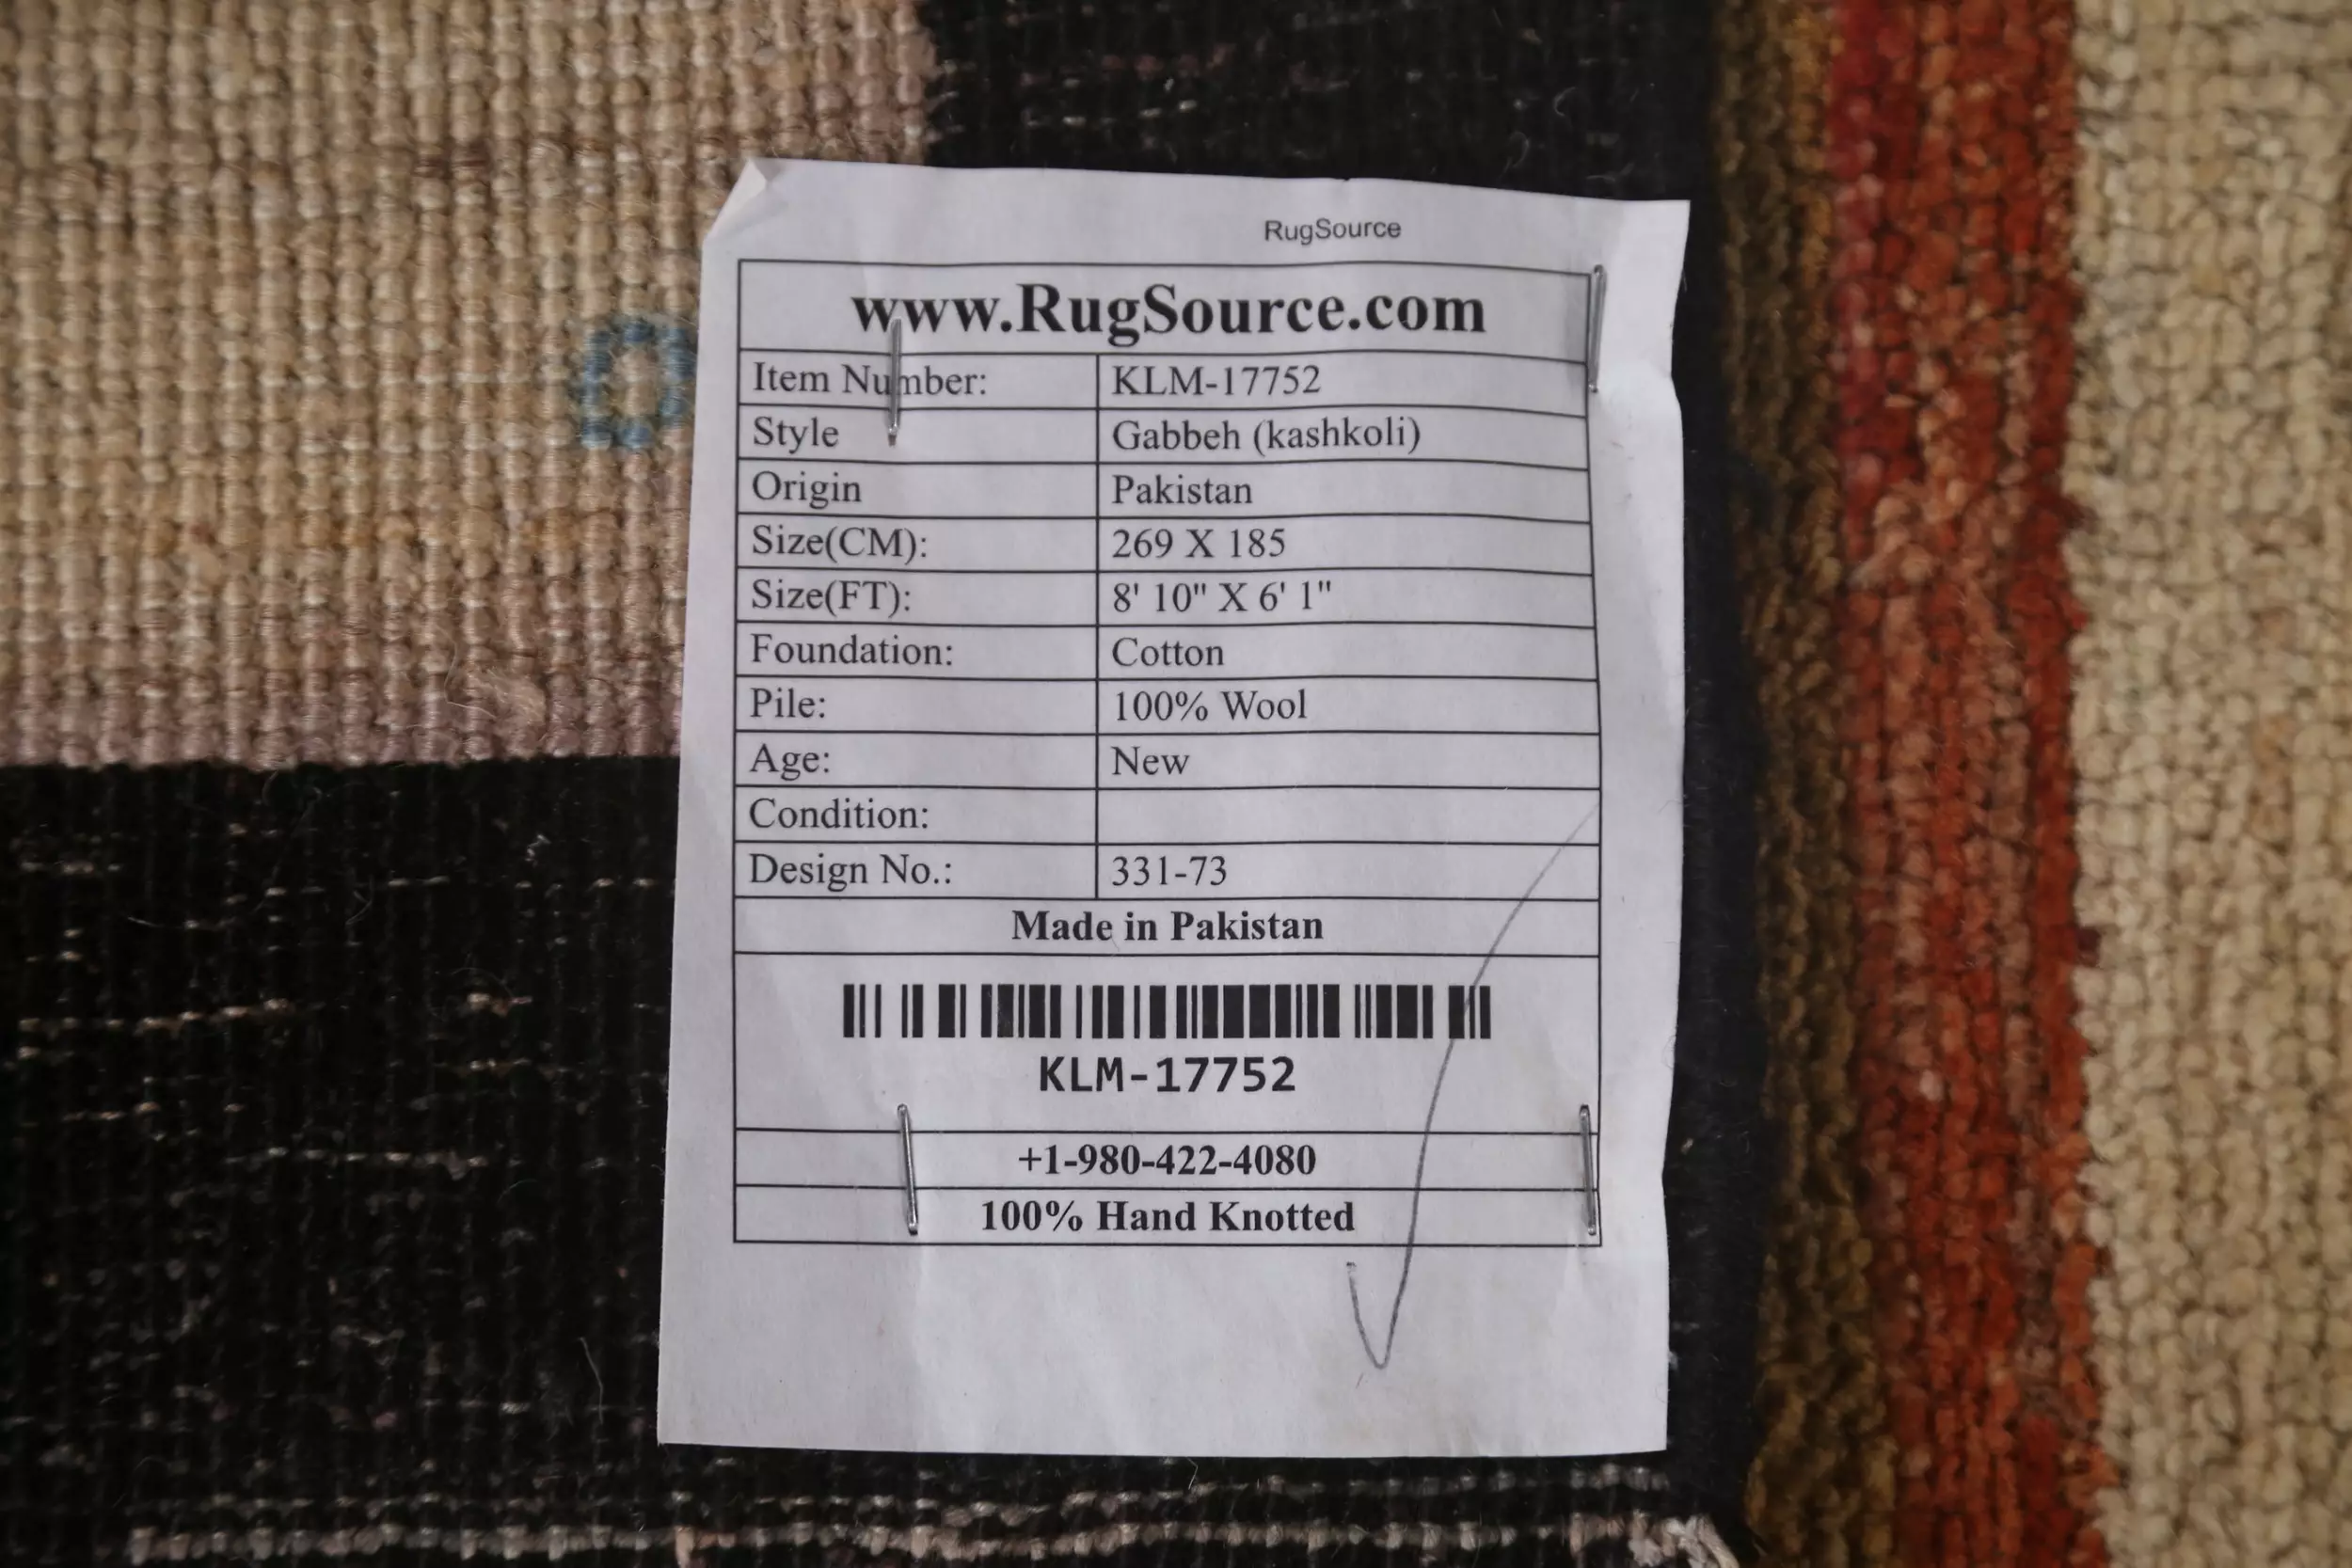 RugSource
www.RugSource.com
Item Number: KLM-17752
Style Gabbeh (kashkoli)
Origin Pakistan
Size(CM): 269 X 185
Size(FT): 8' 10" X 6' 1"
Foundation: Cotton
Pile: 100% Wool
Age: New
Condition:
Design No.: 331-73
Made in Pakistan
KLM-17752
+1-980-422-4080
100% Hand Knotted